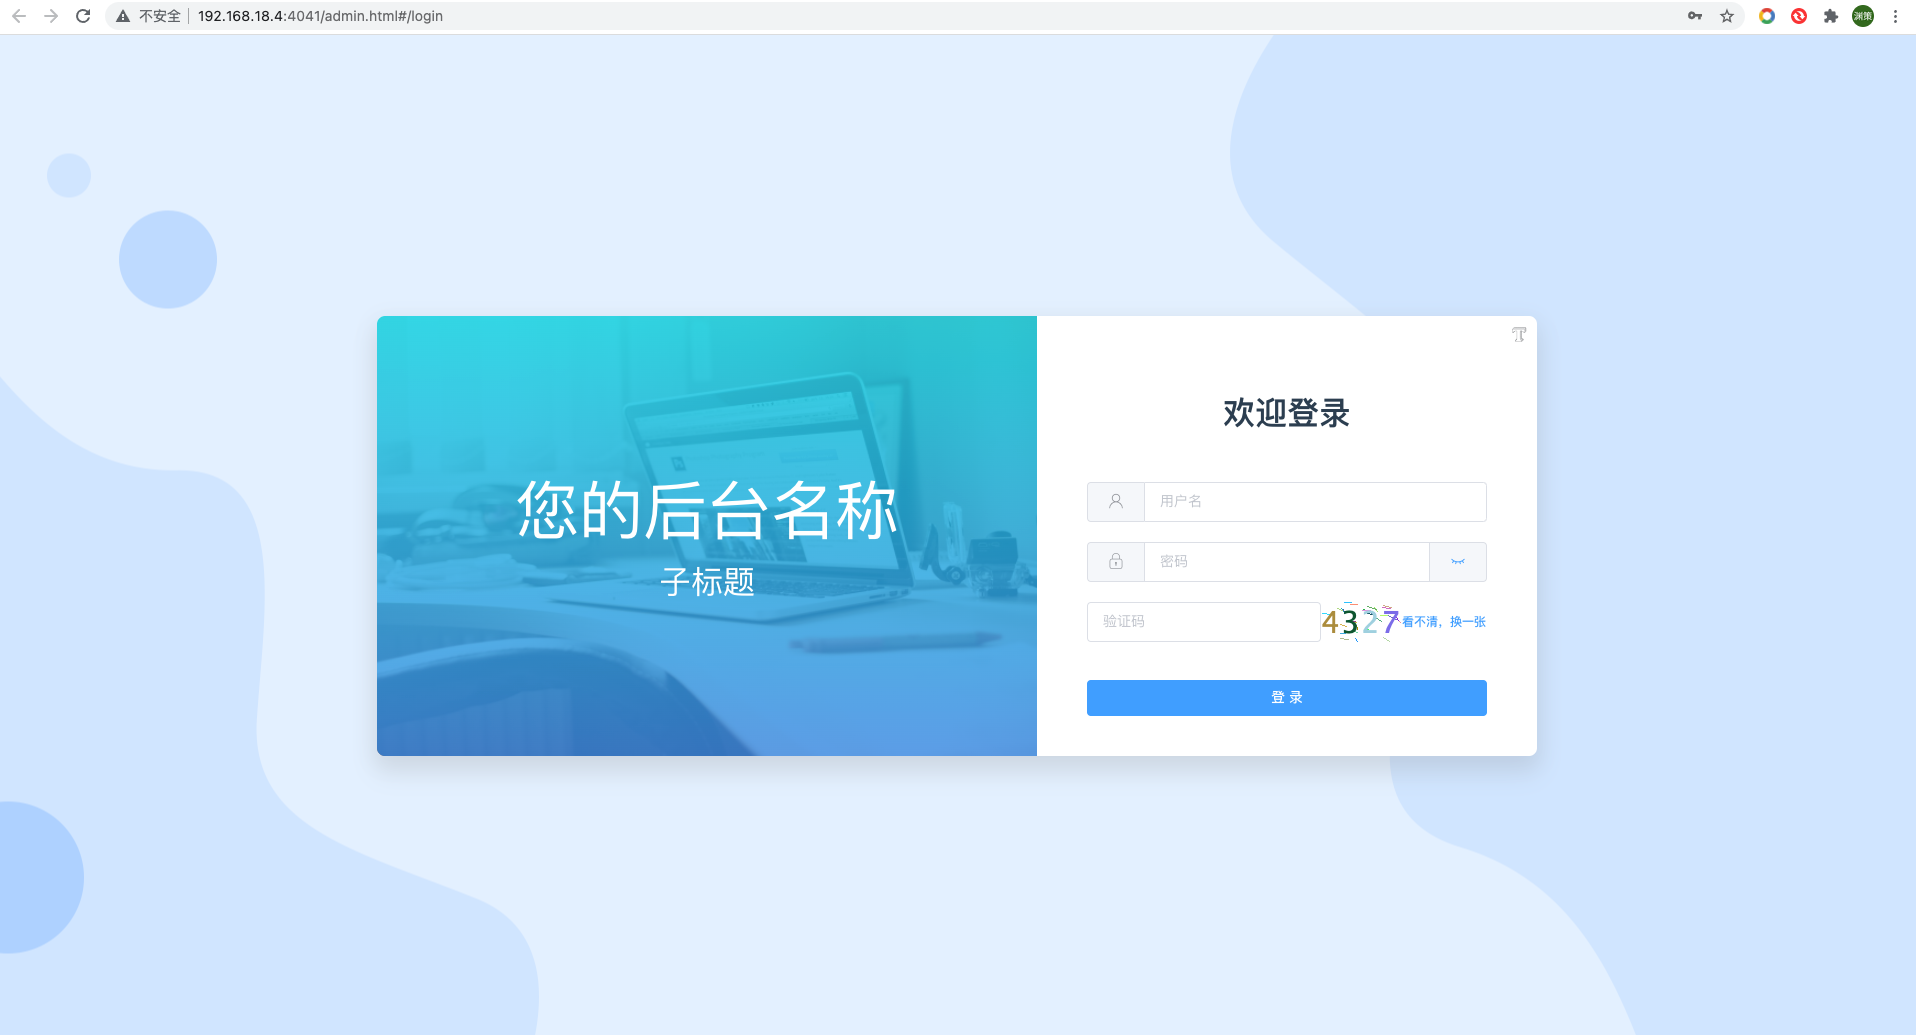 不安全 192.168.18.4:4041/admin.html#/login
渊策
您的后台名称
子标题
欢迎登录
用户名
密码
验证码
4327
看不清，换一张
登 录